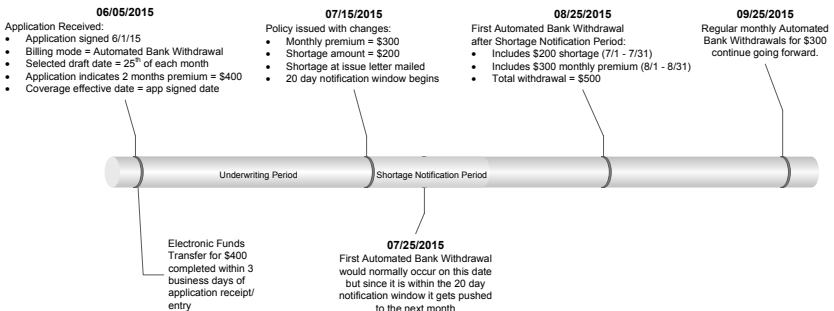 06/05/2015
Application Received:
• Application signed 6/1/15
• Billing mode = Automated Bank Withdrawal
• Selected draft date = 25th of each month
• Application indicates 2 months premium = $400
• Coverage effective date = app signed date
07/15/2015
Policy issued with changes:
• Monthly premium = $300
• Shortage amount = $200
• Shortage at issue letter mailed
• 20 day notification window begins
08/25/2015
First Automated Bank Withdrawal
after Shortage Notification Period:
• Includes $200 shortage (7/1 - 7/31)
• Includes $300 monthly premium (8/1 - 8/31)
• Total withdrawal = $500
09/25/2015
Regular monthly Automated
Bank Withdrawals for $300
continue going forward.
Underwriting Period
Shortage Notification Period
Electronic Funds
Transfer for $400
completed within 3
business days of
application receipt/
entry
07/25/2015
First Automated Bank Withdrawal
would normally occur on this date
but since it is within the 20 day
notification window it gets pushed
to the next month